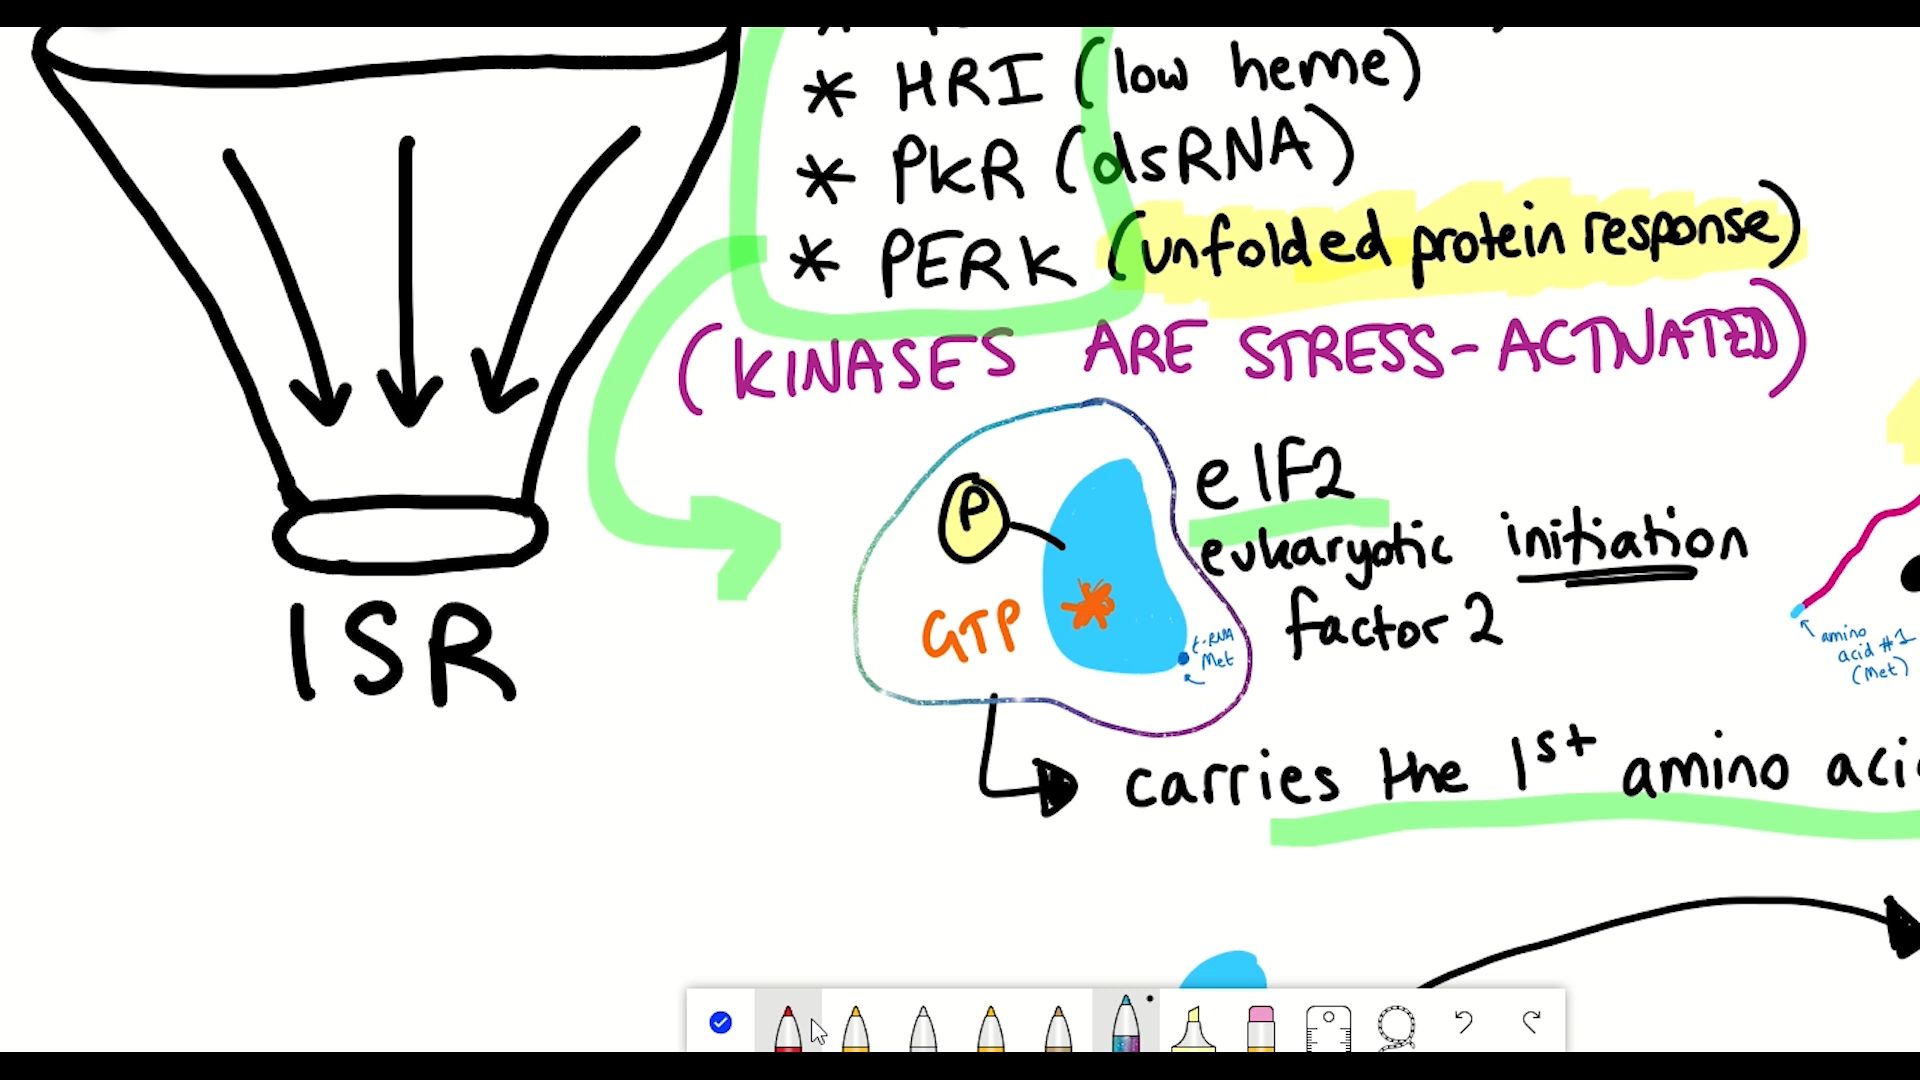 * HRI (low heme)
* PKR (dsRNA)
* PERK (unfolded protein response)
(KINASES ARE STRESS-ACTIVATED)
eIF2
P
eukaryotic initiation
factor 2
GTP
t-RNA
Met
amino
acid #1
(Met)
ISR
carries the 1st amino aci